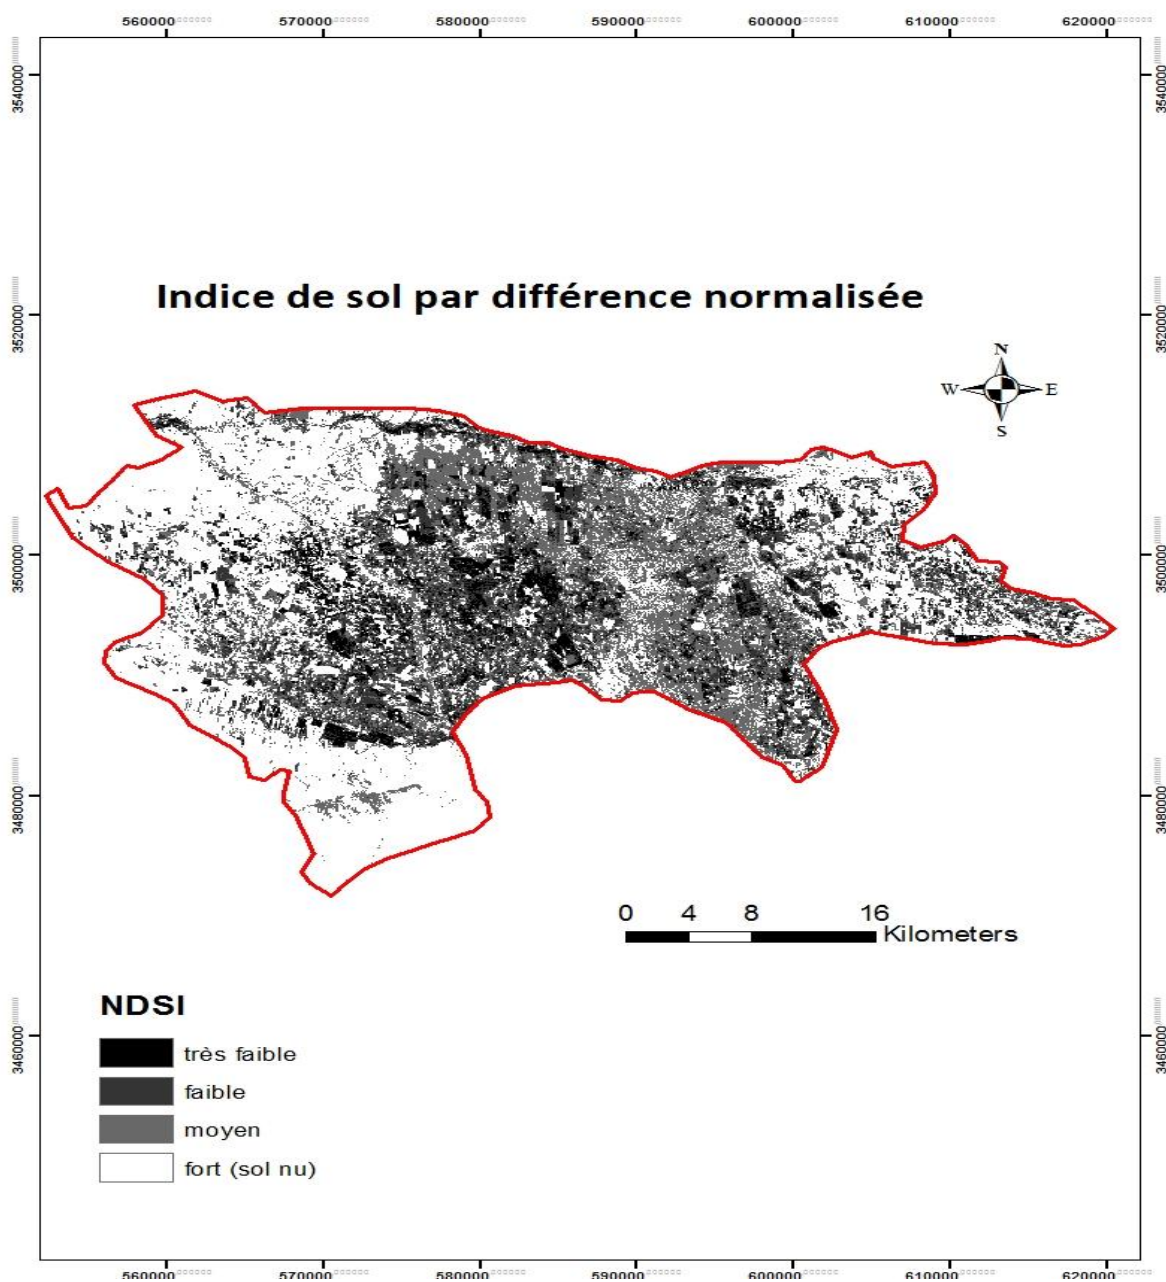 560000 570000 580000 590000 600000 610000 620000
3540000 3540000
Indice de sol par différence normalisée
3520000 3520000
N
W E
S
3500000 3500000
3480000 3480000
0 4 8 16
Kilometers
NDSI
3460000 3460000
très faible
faible
moyen
fort (sol nu)
560000 570000 580000 590000 600000 610000 620000